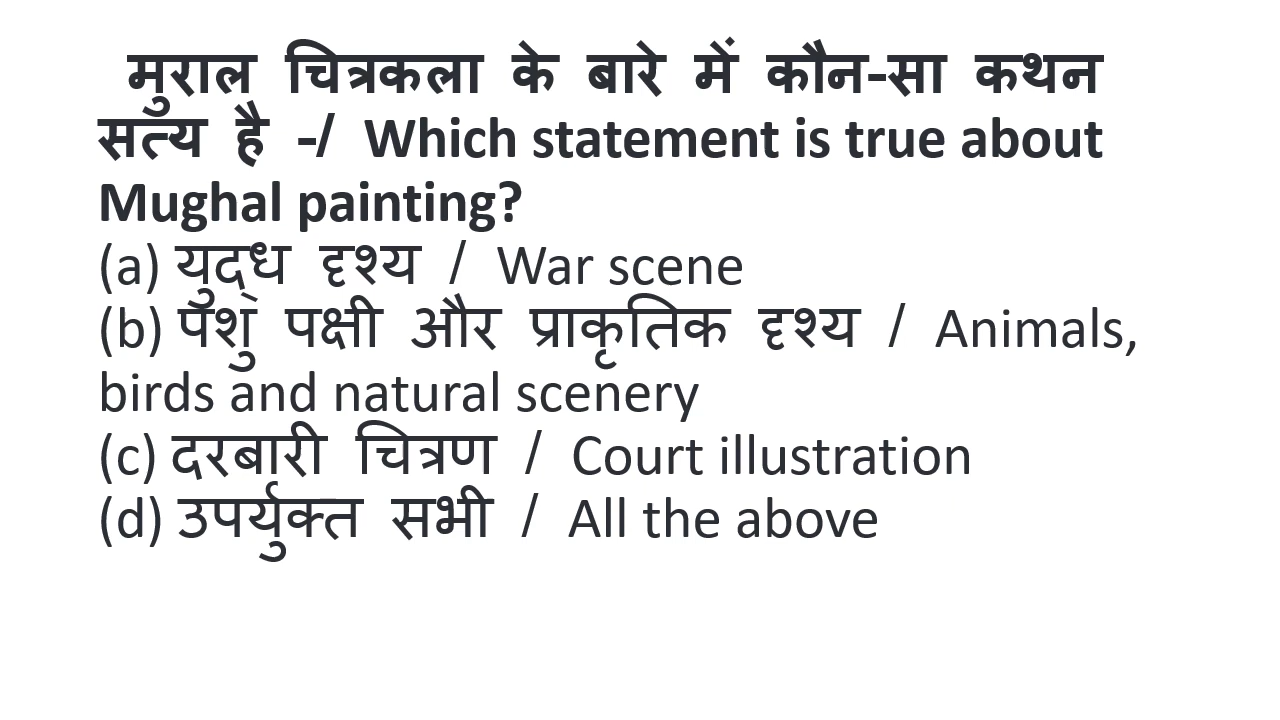 मुराल चित्रकला के बारे में कौन-सा कथन
सत्य है -/ Which statement is true about
Mughal painting?
(a) युद्ध दृश्य / War scene
(b) पशु पक्षी और प्राकृतिक दृश्य / Animals,
birds and natural scenery
(c) दरबारी चित्रण / Court illustration
(d) उपर्युक्त सभी / All the above